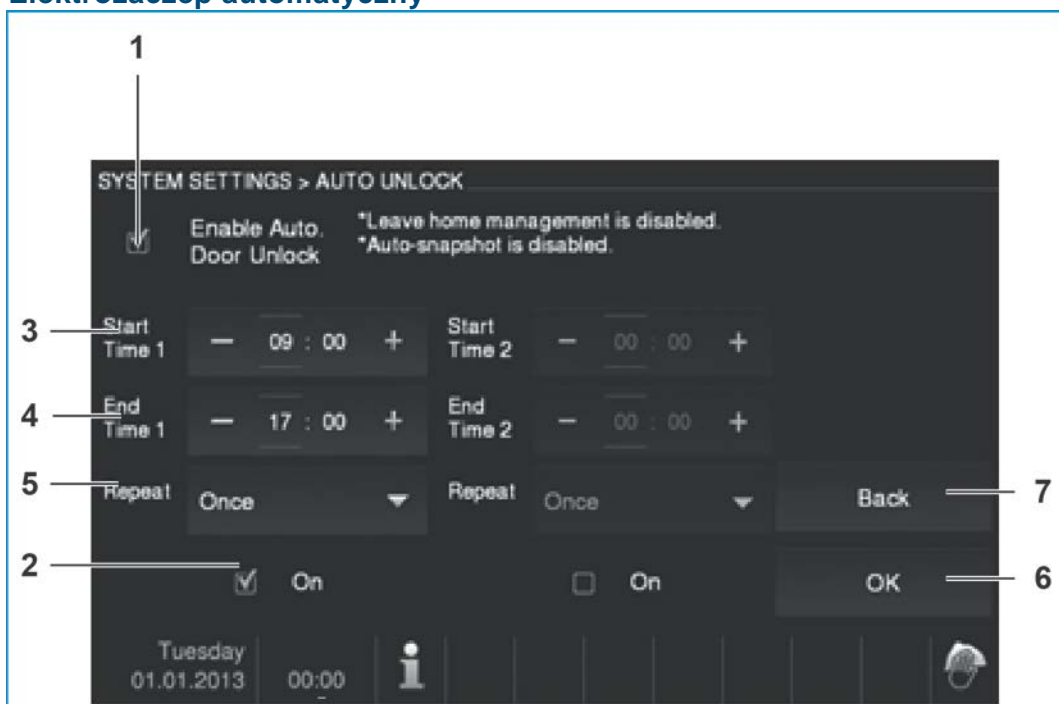 Elektrozaczep automatyczny
1
SYSTEM SETTINGS > AUTO UNLOCK
Enable Auto. Door Unlock
*Leave home management is disabled.
*Auto-snapshot is disabled.
3
Start Time 1
− 09 : 00 +
Start Time 2
− 00 : 00 +
4
End Time 1
− 17 : 00 +
End Time 2
− 00 : 00 +
5
Repeat
Once
Repeat
Once
Back
7
2
On
On
OK
6
Tuesday
01.01.2013
00:00
i